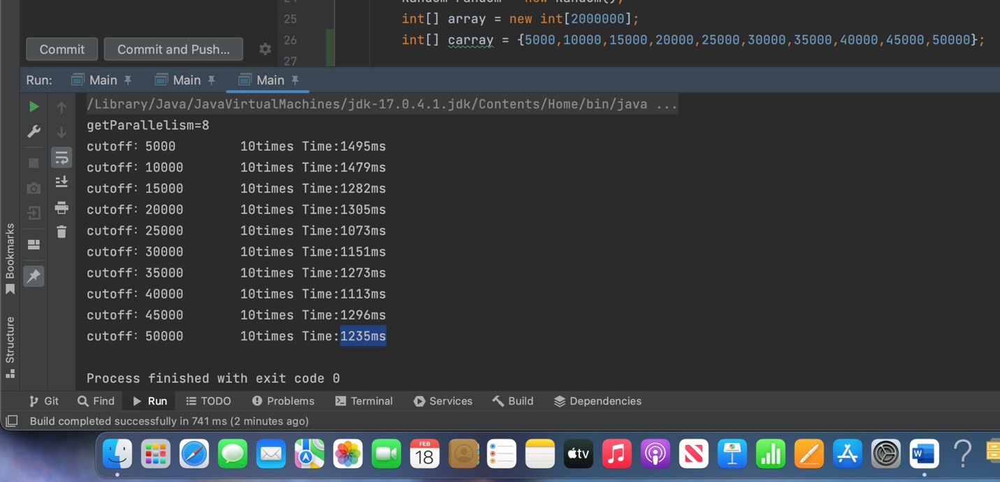 24 Random random = new Random();
25 int[] array = new int[2000000];
26 int[] carray = {5000,10000,15000,20000,25000,30000,35000,40000,45000,50000};
27
Commit Commit and Push...
Run: Main Main Main
/Library/Java/JavaVirtualMachines/jdk-17.0.4.1.jdk/Contents/Home/bin/java ...
getParallelism=8
cutoff: 5000 10times Time:1495ms
cutoff: 10000 10times Time:1479ms
cutoff: 15000 10times Time:1282ms
cutoff: 20000 10times Time:1305ms
cutoff: 25000 10times Time:1073ms
cutoff: 30000 10times Time:1151ms
cutoff: 35000 10times Time:1273ms
cutoff: 40000 10times Time:1113ms
cutoff: 45000 10times Time:1296ms
cutoff: 50000 10times Time:1235ms
Process finished with exit code 0
Bookmarks
Structure
Git Find Run TODO Problems Terminal Services Build Dependencies
Build completed successfully in 741 ms (2 minutes ago)
FEB
18
tv
W
?